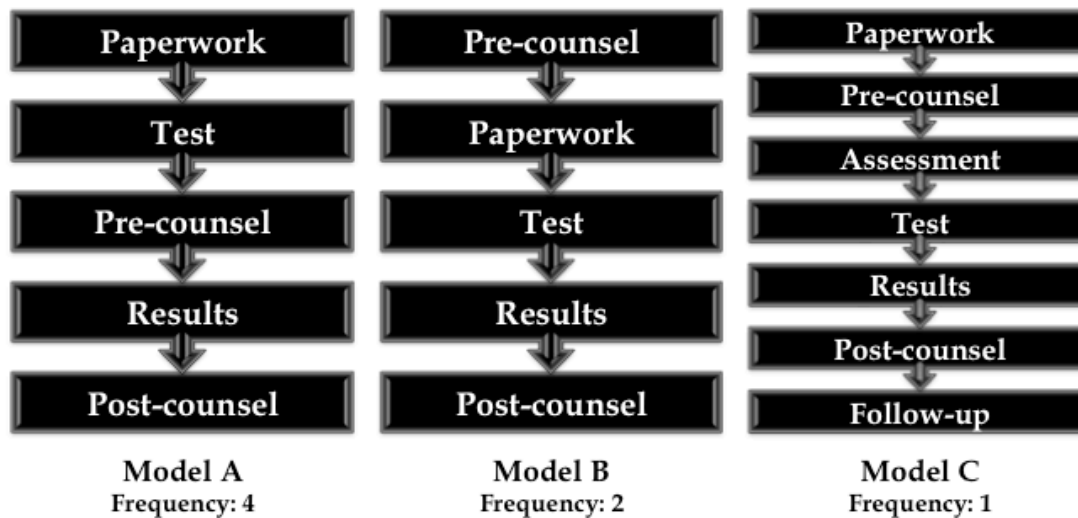 Paperwork
Test
Pre-counsel
Results
Post-counsel
Model A
Frequency: 4
Pre-counsel
Paperwork
Test
Results
Post-counsel
Model B
Frequency: 2
Paperwork
Pre-counsel
Assessment
Test
Results
Post-counsel
Follow-up
Model C
Frequency: 1